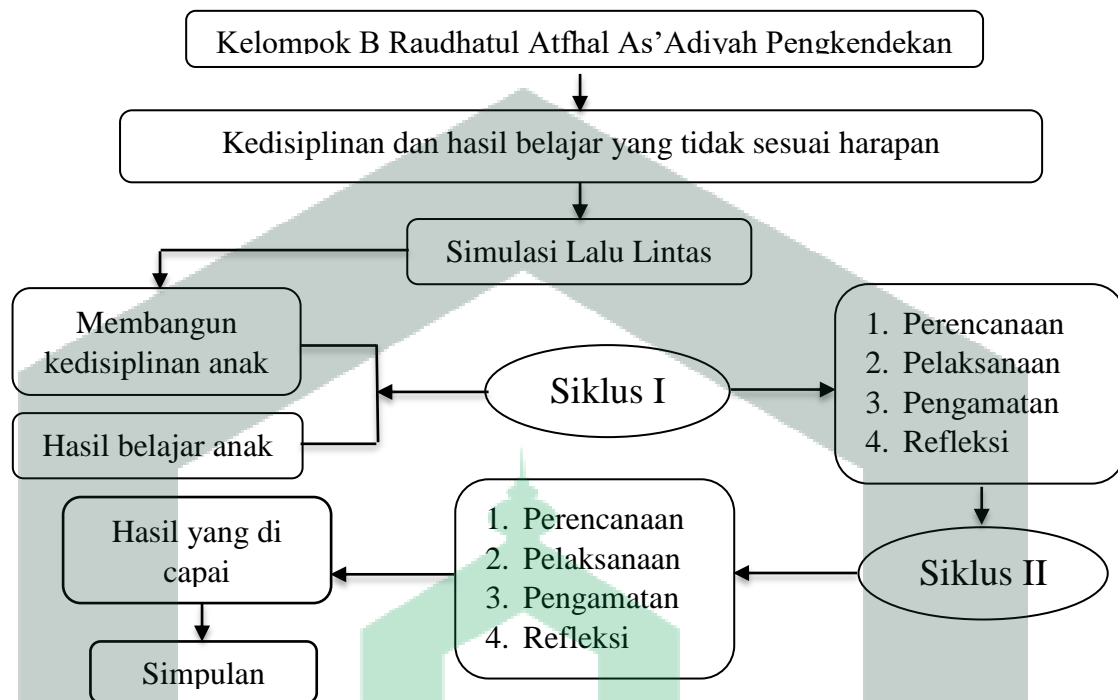 Kelompok B Raudhatul Atfhal As’Adiyah Pengkendekan
Kedisiplinan dan hasil belajar yang tidak sesuai harapan
Simulasi Lalu Lintas
Membangun
kedisiplinan anak
Hasil belajar anak
Siklus I
1. Perencanaan
2. Pelaksanaan
3. Pengamatan
4. Refleksi
Siklus II
1. Perencanaan
2. Pelaksanaan
3. Pengamatan
4. Refleksi
Hasil yang di
capai
Simpulan